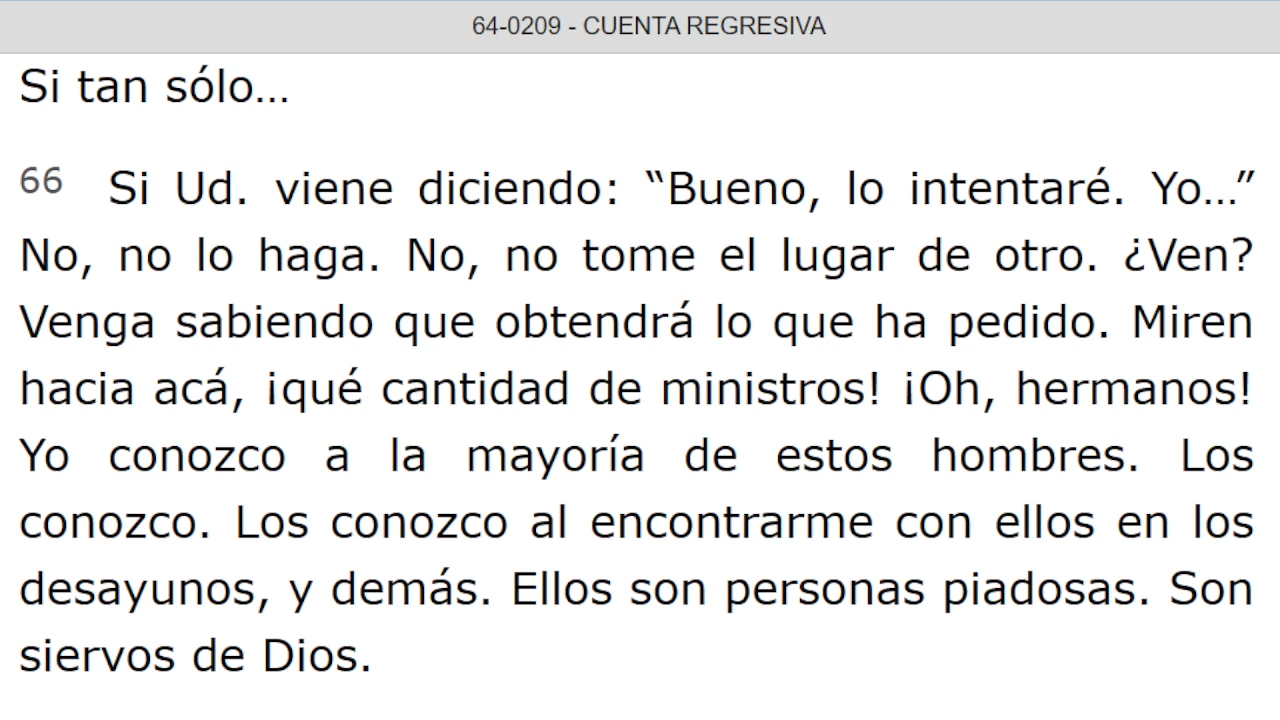 64-0209 - CUENTA REGRESIVA
Si tan sólo...
66 Si Ud. viene diciendo: “Bueno, lo intentaré. Yo...”
No, no lo haga. No, no tome el lugar de otro. ¿Ven?
Venga sabiendo que obtendrá lo que ha pedido. Miren
hacia acá, ¡qué cantidad de ministros! ¡Oh, hermanos!
Yo conozco a la mayoría de estos hombres. Los
conozco. Los conozco al encontrarme con ellos en los
desayunos, y demás. Ellos son personas piadosas. Son
siervos de Dios.